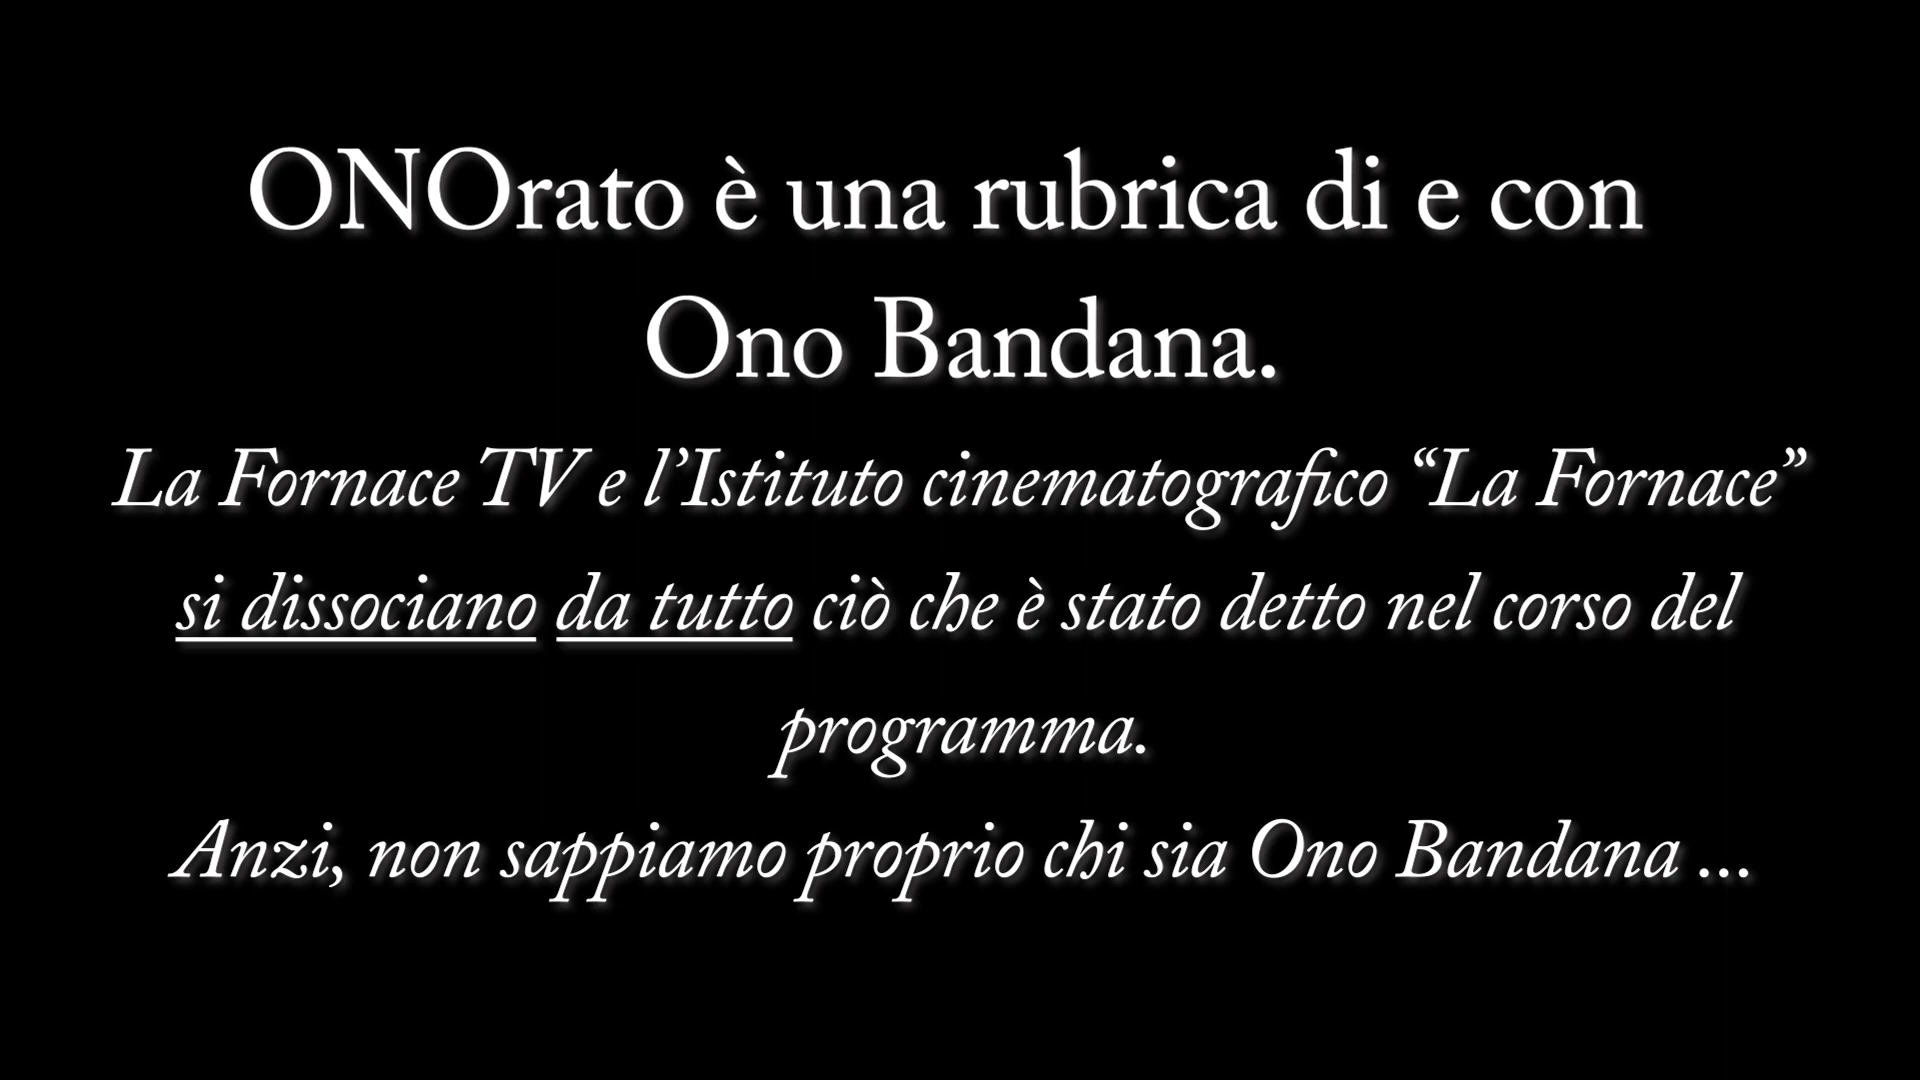 ONOrato è una rubrica di e con
Ono Bandana.
La Fornace TV e l’Istituto cinematografico “La Fornace”
si dissociano da tutto ciò che è stato detto nel corso del
programma.
Anzi, non sappiamo proprio chi sia Ono Bandana ...